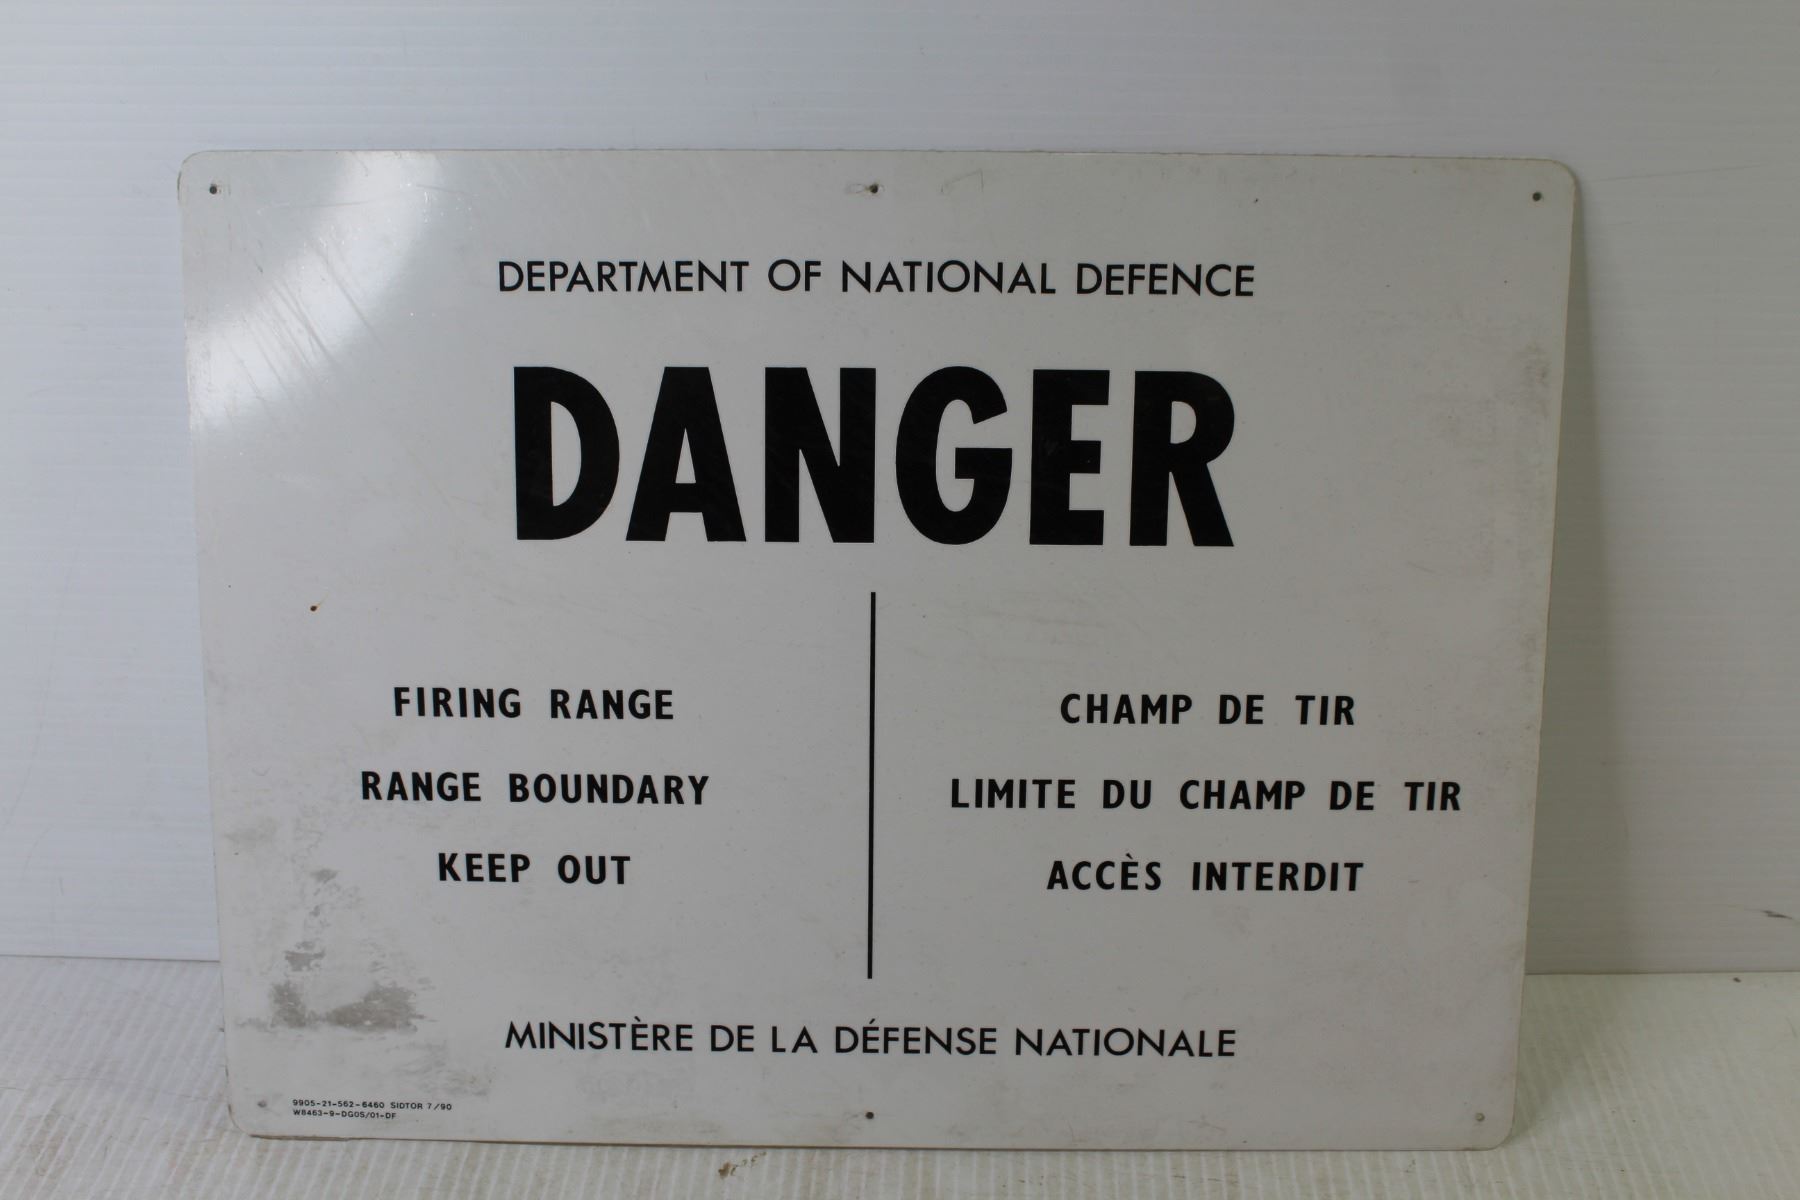 DEPARTMENT OF NATIONAL DEFENCE
DANGER
FIRING RANGE
RANGE BOUNDARY
KEEP OUT
CHAMP DE TIR
LIMITE DU CHAMP DE TIR
ACCÈS INTERDIT
MINISTÈRE DE LA DÉFENSE NATIONALE
9905-21-562-6460 SIDTOR 7/90
W8463-9-DG0S/01-DF